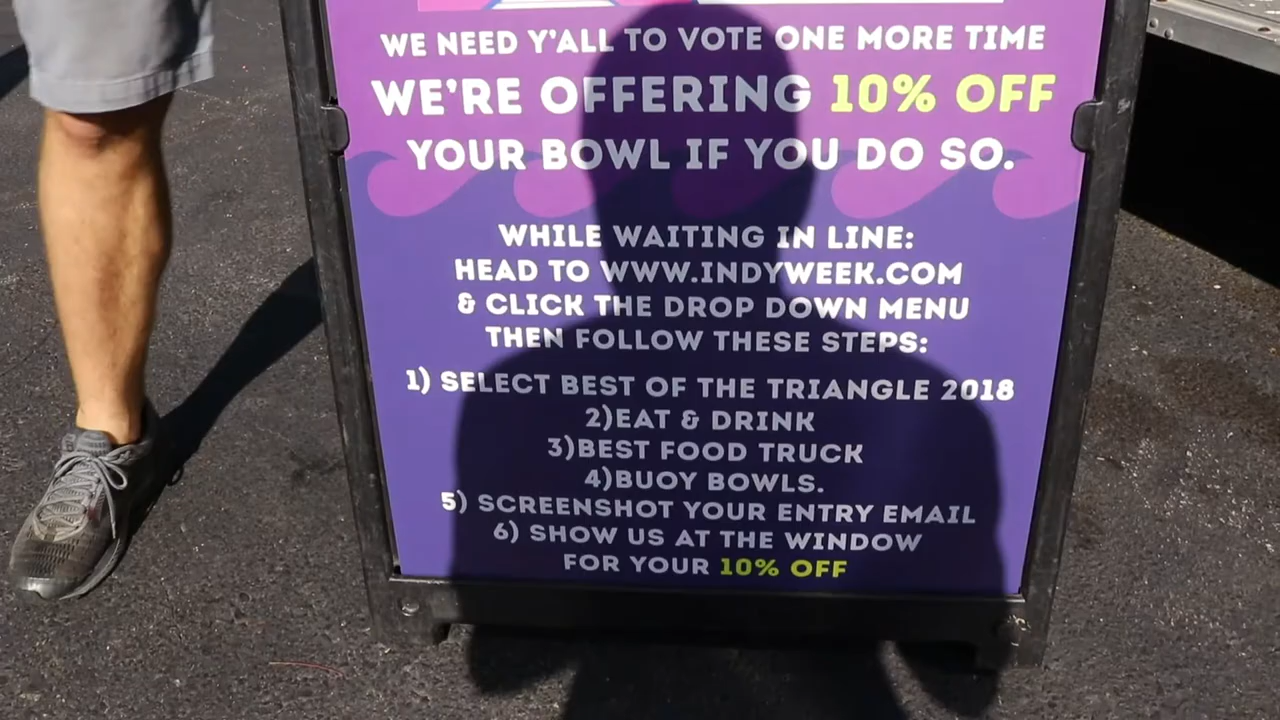 WE NEED Y'ALL TO VOTE ONE MORE TIME
WE'RE OFFERING 10% OFF
YOUR BOWL IF YOU DO SO.
WHILE WAITING IN LINE:
HEAD TO WWW.INDYWEEK.COM
& CLICK THE DROP DOWN MENU
THEN FOLLOW THESE STEPS:
1) SELECT BEST OF THE TRIANGLE 2018
2)EAT & DRINK
3)BEST FOOD TRUCK
4)BUOY BOWLS.
5) SCREENSHOT YOUR ENTRY EMAIL
6) SHOW US AT THE WINDOW
FOR YOUR 10% OFF